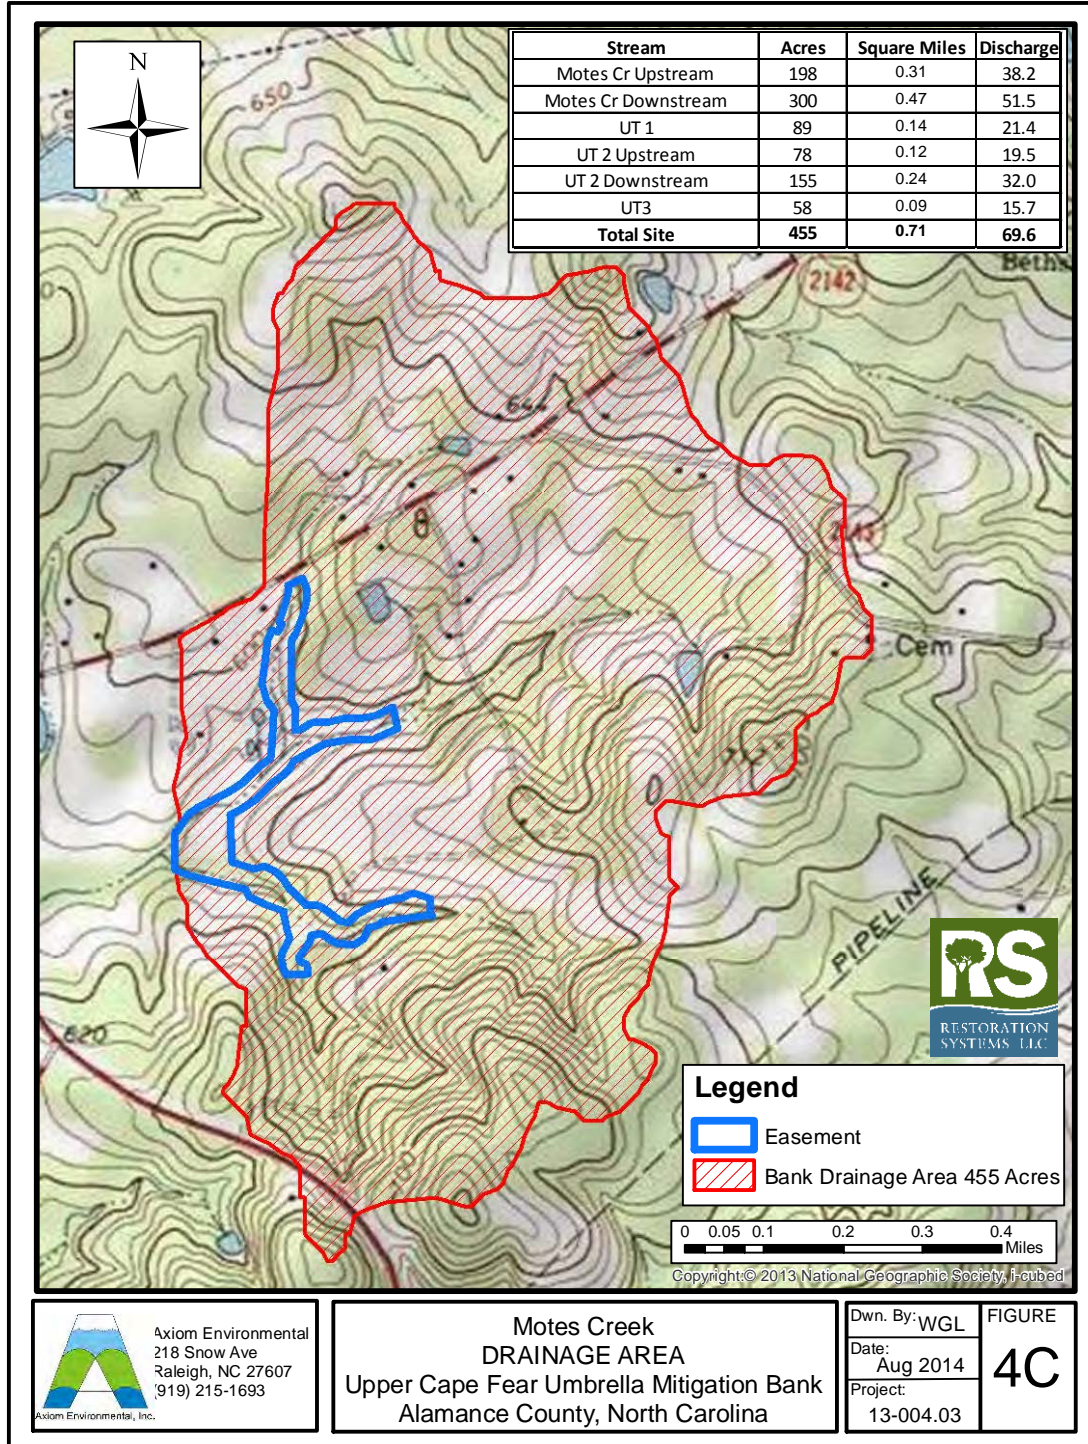 N
Stream Acres Square Miles Discharge
Motes Cr Upstream 198 0.31 38.2
Motes Cr Downstream 300 0.47 51.5
UT 1 89 0.14 21.4
UT 2 Upstream 78 0.12 19.5
UT 2 Downstream 155 0.24 32.0
UT3 58 0.09 15.7
Total Site 455 0.71 69.6
650
Beths
2142
644
Cem
PIPELINE
620
RS
RESTORATION
SYSTEMS LLC
Legend
Easement
Bank Drainage Area 455 Acres
0 0.05 0.1 0.2 0.3 0.4
Miles
Copyright:© 2013 National Geographic Society, i-cubed
Axiom Environmental
218 Snow Ave
Raleigh, NC 27607
(919) 215-1693
Axiom Environmental, Inc.
Motes Creek
DRAINAGE AREA
Upper Cape Fear Umbrella Mitigation Bank
Alamance County, North Carolina
Dwn. By: WGL
Date:
Aug 2014
Project:
13-004.03
FIGURE
4C